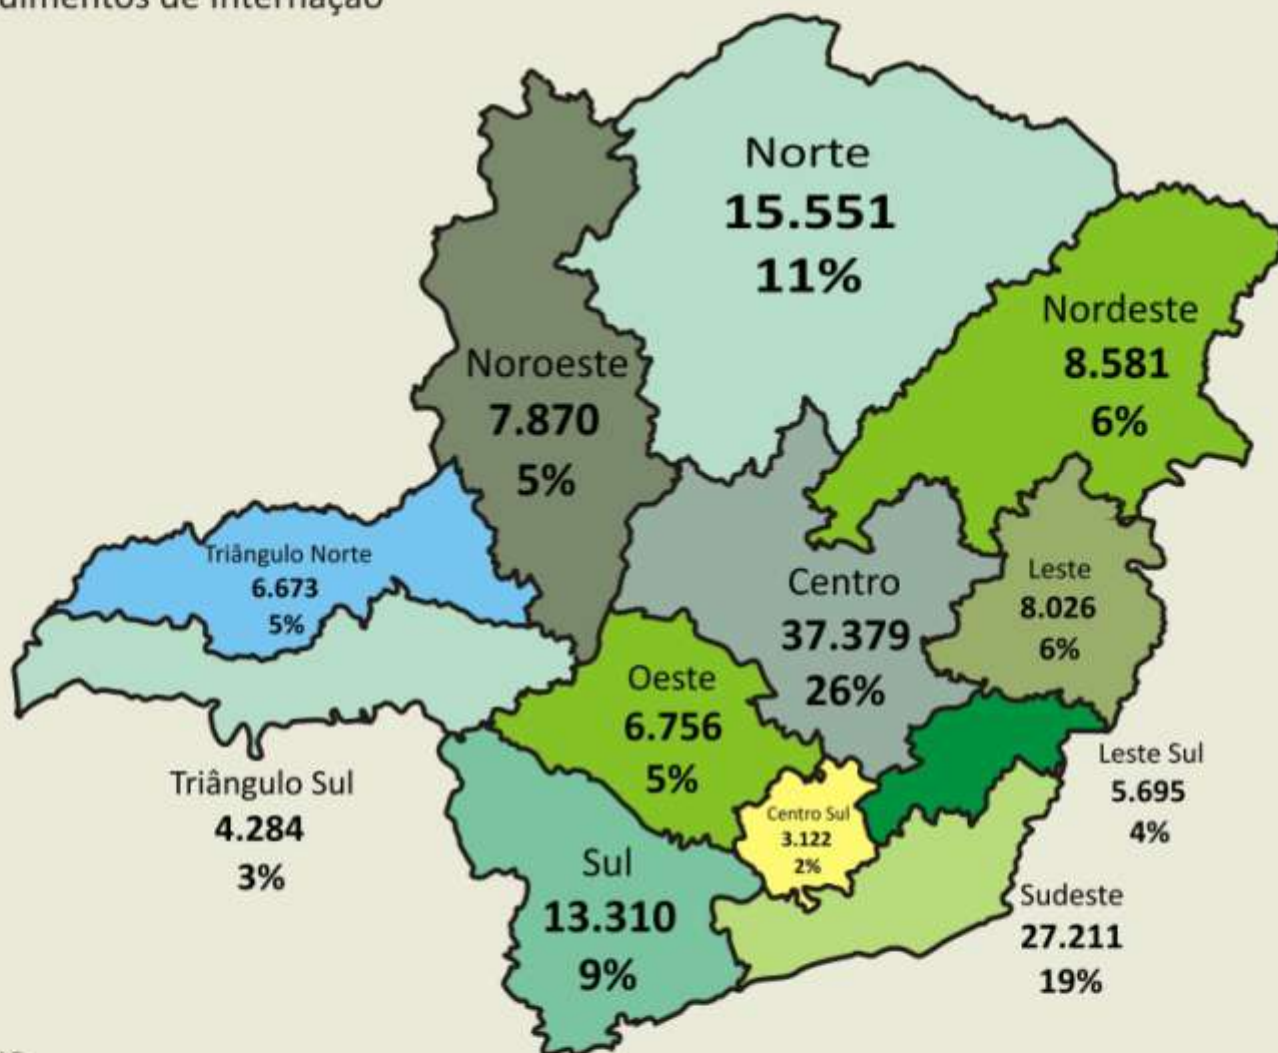 de Internação
Norte
15.551
11%
Nordeste
8.581
6%
Noroeste
7.870
5%
Triângulo Norte
6.673
5%
Centro
37.379
26%
Leste
8.026
6%
Oeste
6.756
5%
Triângulo Sul
4.284
3%
Centro Sul
3.122
2%
Leste Sul
5.695
4%
Sul
13.310
9%
Sudeste
27.211
19%